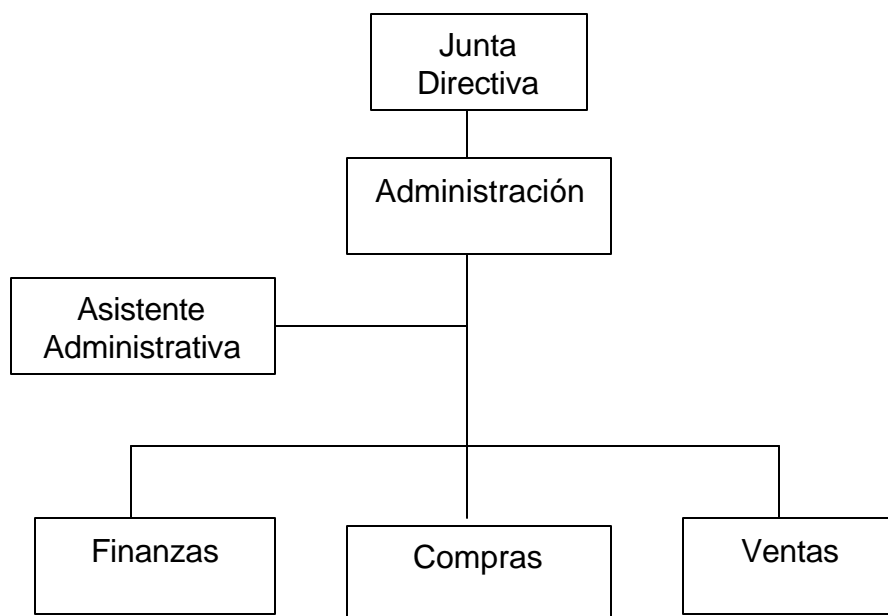 Junta
Directiva
Administración
Asistente
Administrativa
Finanzas
Compras
Ventas